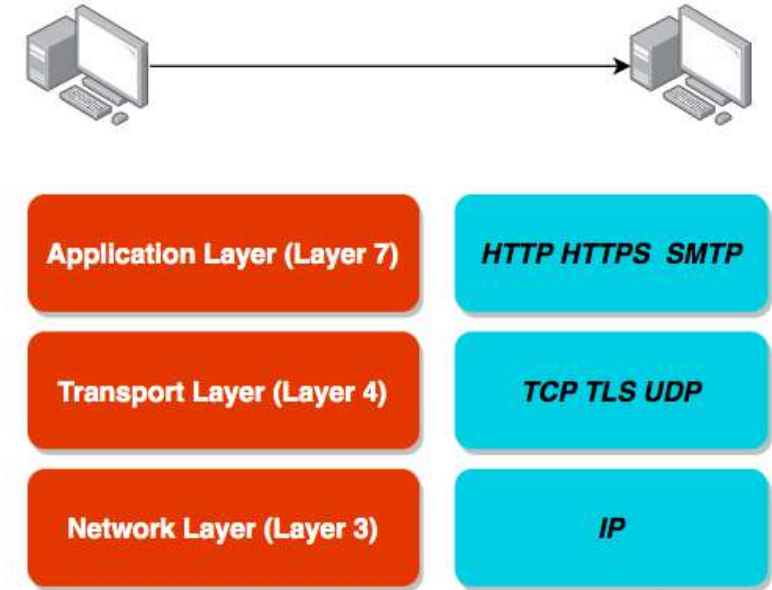 Application Layer (Layer 7)
HTTP HTTPS SMTP
Transport Layer (Layer 4)
TCP TLS UDP
Network Layer (Layer 3)
IP